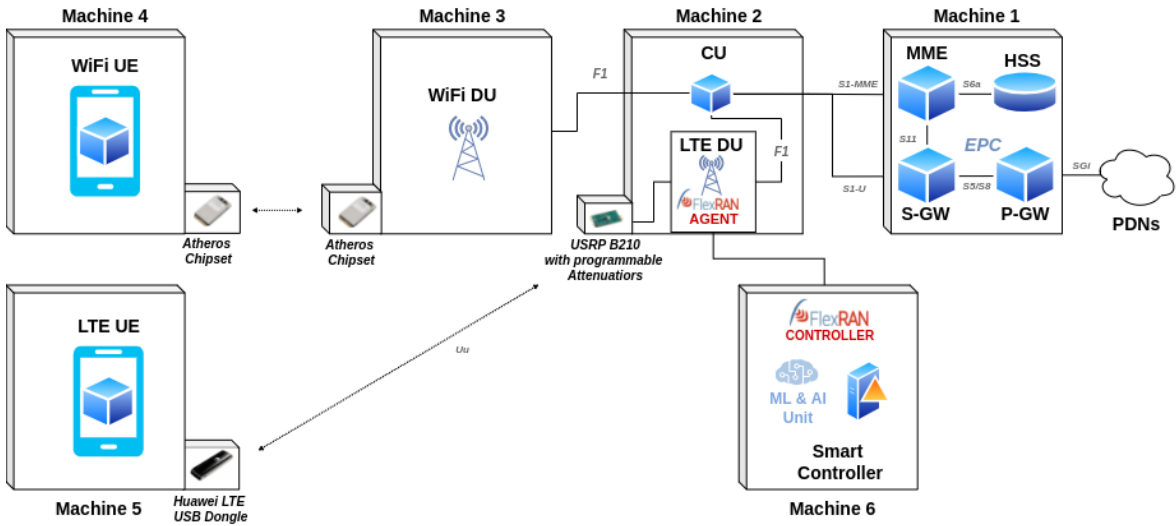 Machine 4
Machine 3
Machine 2
Machine 1
WiFi UE
WiFi DU
F1
CU
LTE DU
FlexRAN
AGENT
F1
S1-MME
S1-U
MME
HSS
S6a
S11
EPC
S5/S8
S-GW
P-GW
SGI
PDNs
Atheros
Chipset
Atheros
Chipset
USRP B210
with programmable
Attenuatiors
LTE UE
Uu
Huawei LTE
USB Dongle
Machine 5
FlexRAN
CONTROLLER
ML & AI
Unit
Smart
Controller
Machine 6